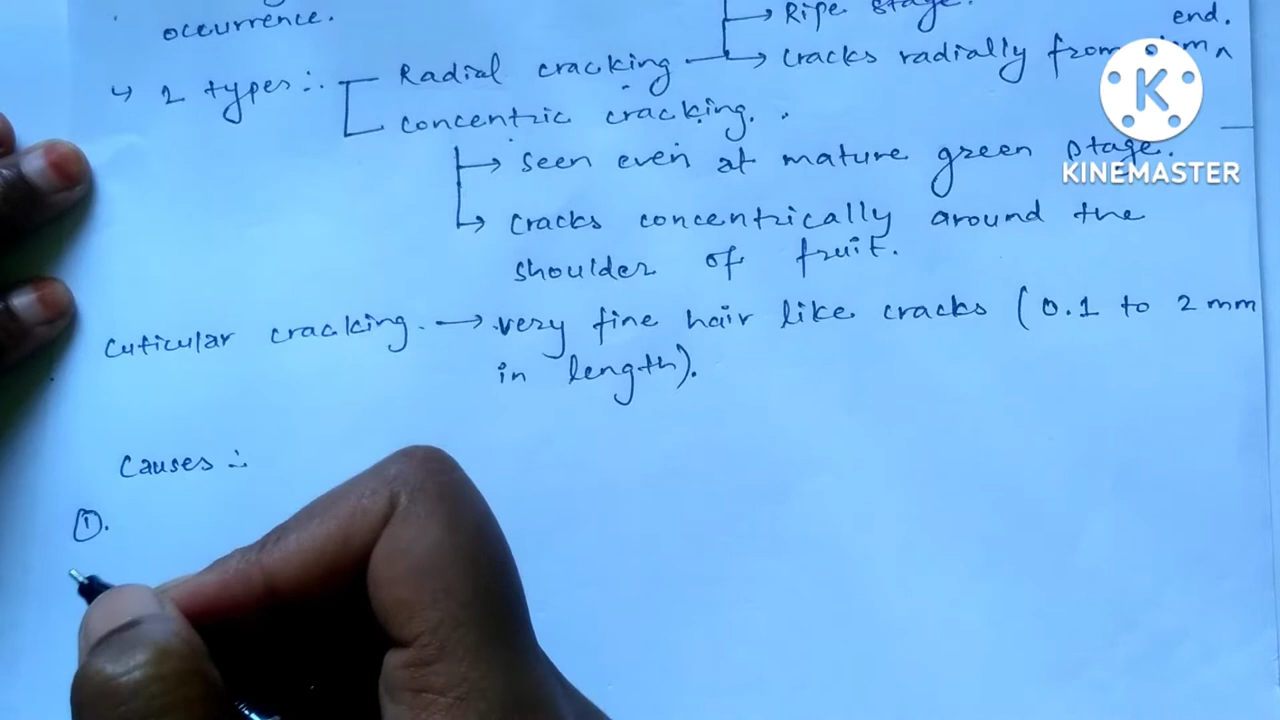 occurrence.
Ripe stage.
end.
↳ 2 types :- Radial cracking → cracks radially from stem ^
concentric cracking.
→ seen even at mature green stage.
→ cracks concentrically around the
shoulder of fruit.
cuticular cracking. → very fine hair like cracks (0.1 to 2 mm
in length).
Causes :-
①.
K
KINEMASTER